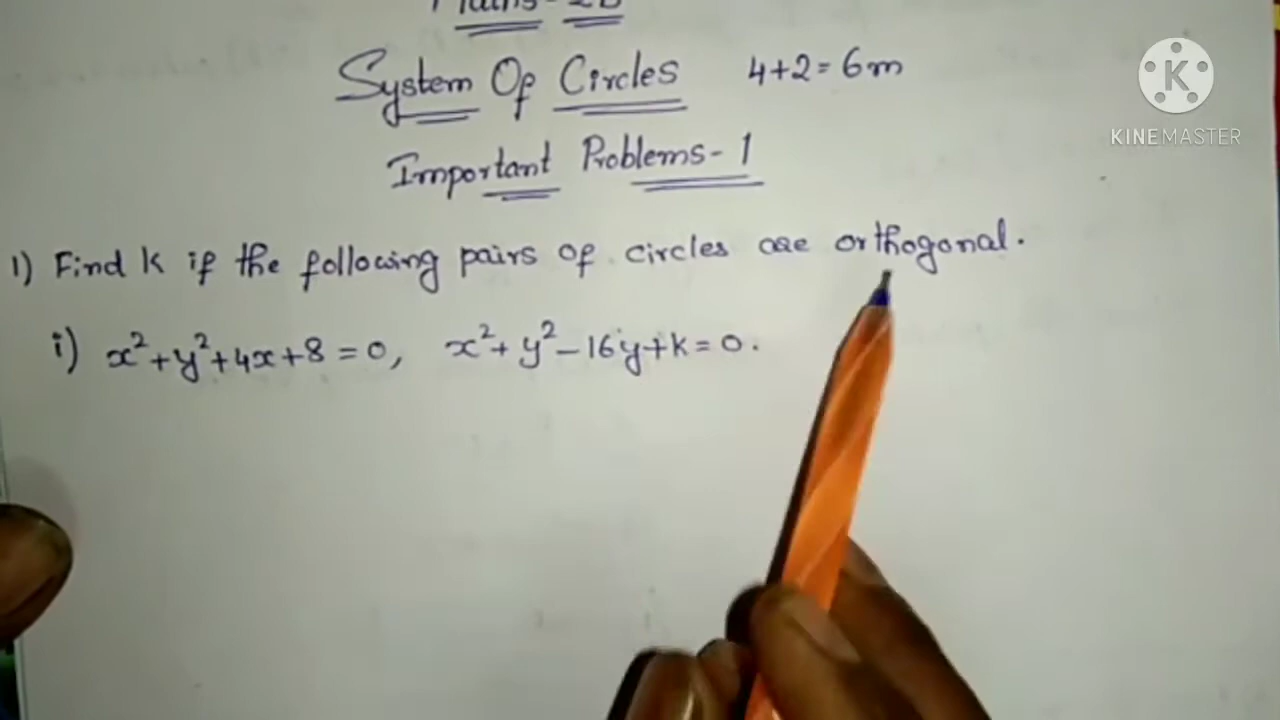 System Of Circles 4+2=6m
KINEMASTER
Important Problems-1
1) Find k if the following pairs of circles are orthogonal.
i) x²+y²+4x+8=0, x²+y²-16y+k=0.